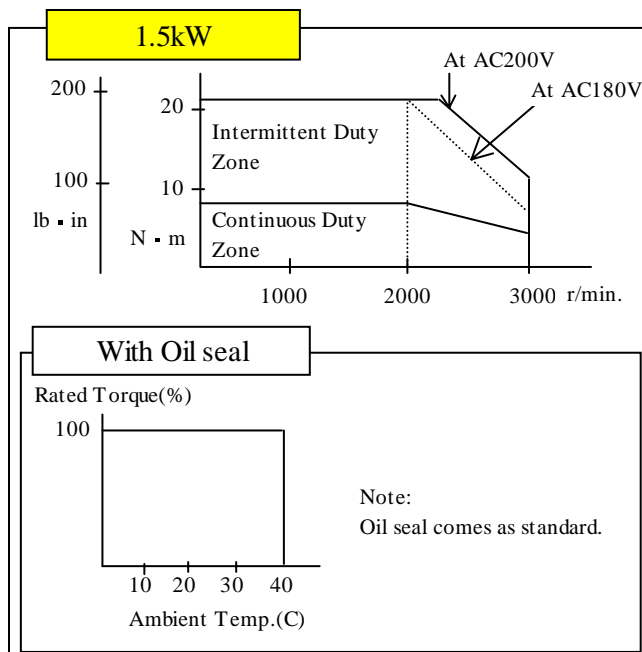 1.5kW
At AC200V
At AC180V
200
100
lb ▪ in
20
10
N ▪ m
Intermittent Duty
Zone
Continuous Duty
Zone
1000 2000 3000 r/min.
With Oil seal
Rated Torque(%)
100
10 20 30 40
Ambient Temp.(C)
Note:
Oil seal comes as standard.